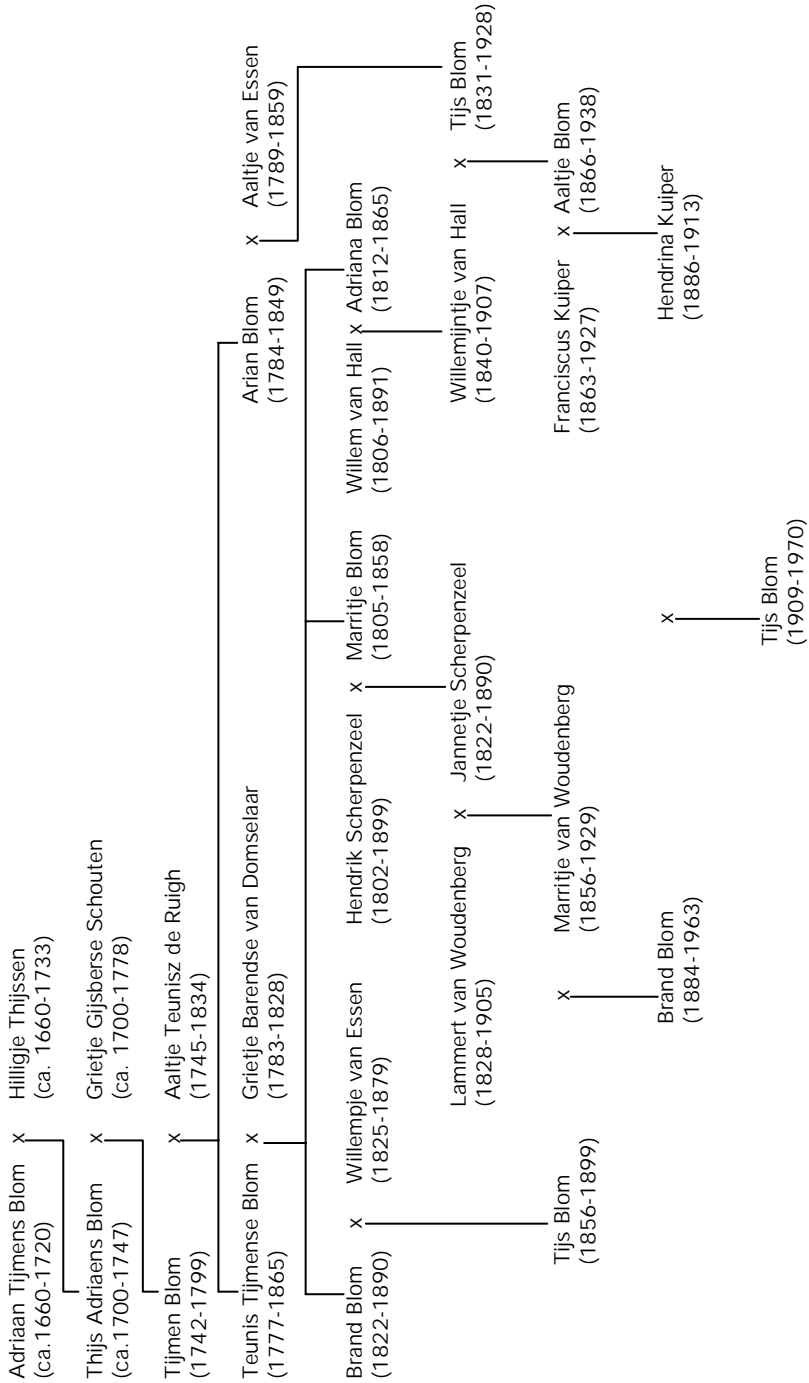 Adriaan Tijmens Blom x Hilligje Thijssen
(ca.1660-1720) (ca. 1660-1733)
Thijs Adriaens Blom x Grietje Gijsberse Schouten
(ca.1700-1747) (ca. 1700-1778)
Tijmen Blom x Aaltje Teunisz de Ruigh
(1742-1799) (1745-1834)
Teunis Tijmense Blom x Grietje Barendse van Domselaar
(1777-1865) (1783-1828)
Arian Blom x Aaltje van Essen
(1784-1849) (1789-1859)
Brand Blom x Willempje van Essen
(1822-1890) (1825-1879)
Hendrik Scherpenzeel x Marritje Blom
(1802-1899) (1805-1858)
Willem van Hall x Adriana Blom
(1806-1891) (1812-1865)
Lammert van Woudenberg x Jannetje Scherpenzeel
(1828-1905) (1822-1890)
Willemijntje van Hall x Tijs Blom
(1840-1907) (1831-1928)
Tijs Blom x Marritje van Woudenberg
(1856-1899) (1856-1929)
Franciscus Kuiper x Aaltje Blom
(1863-1927) (1866-1938)
Brand Blom x Hendrina Kuiper
(1884-1963) (1886-1913)
Tijs Blom
(1909-1970)